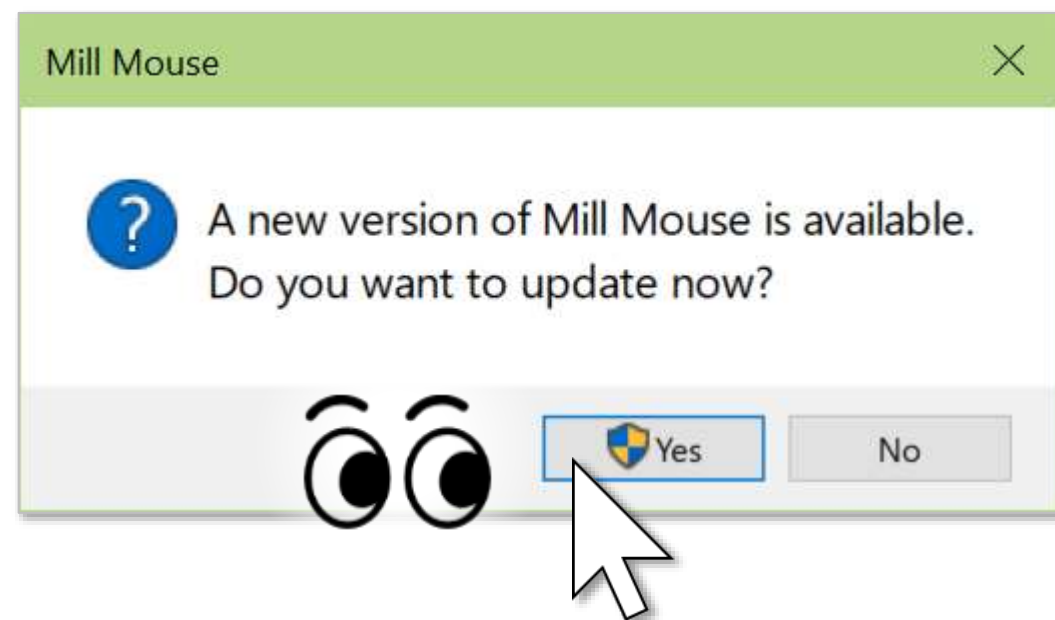 Mill Mouse
A new version of Mill Mouse is available.
Do you want to update now?
Yes
No